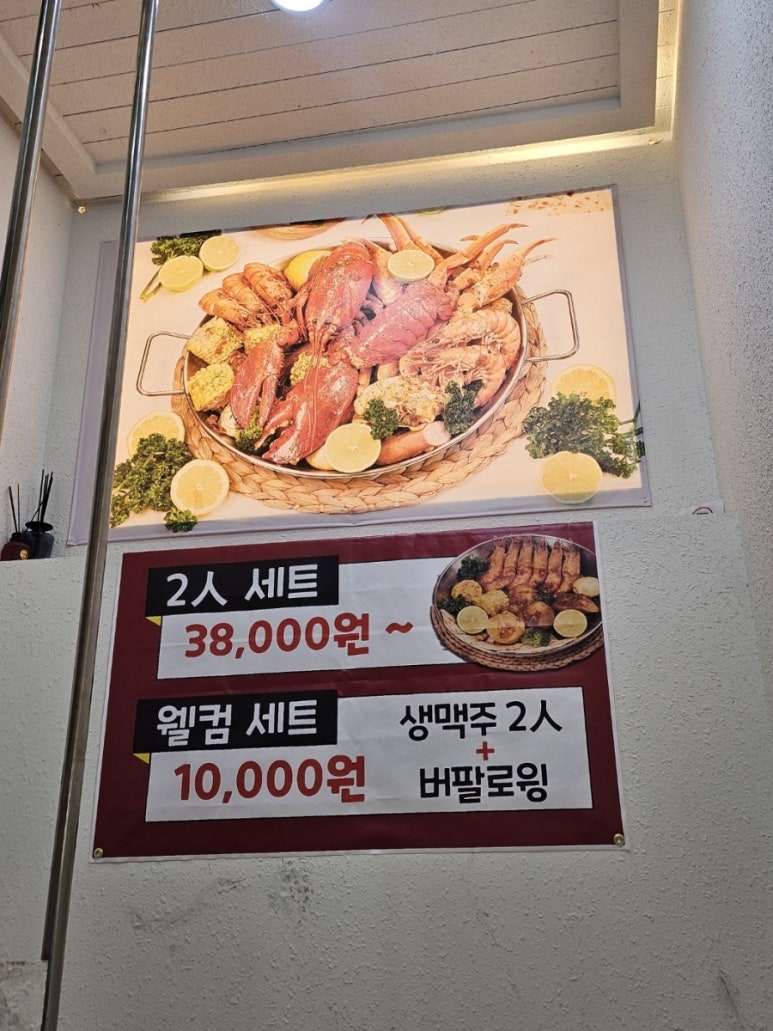 2人 세트
38,000원 ~
웰컴 세트
10,000원
생맥주 2人
+
버팔로윙